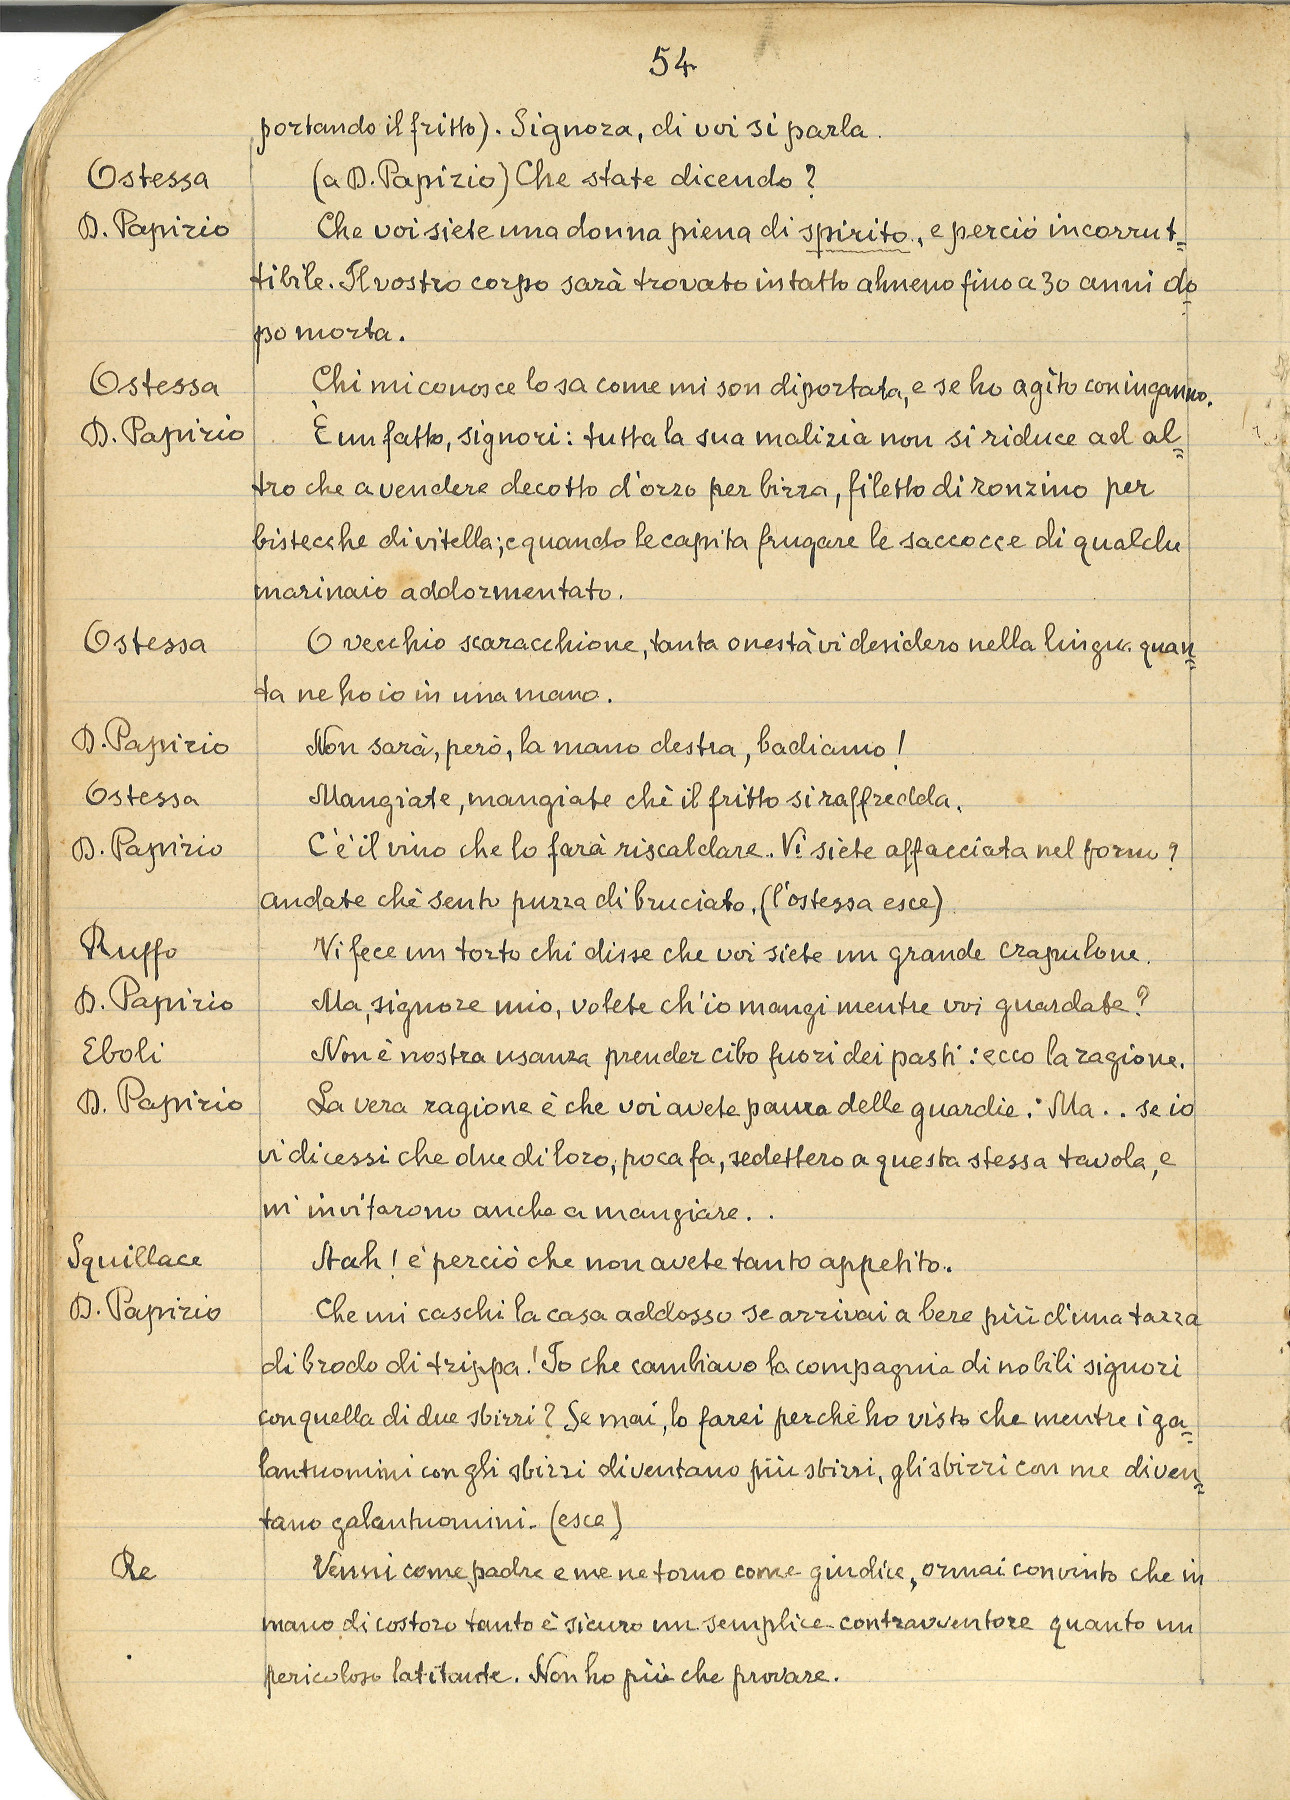 54
portando il fritto). Signora, di voi si parla.
Ostessa (a D. Papirio) Che state dicendo?
D. Papirio Che voi siete una donna piena di spirito, e perciò incorrut=
tibile. Il vostro corpo sarà trovato intatto almeno fino a 30 anni do=
po morta.
Ostessa Chi mi conosce lo sa come mi son diportata, e se ho agito con inganno.
D. Papirio È un fatto, signori: tutta la sua malizia non si riduce ad al=
tro che a vendere decotto d'orzo per birra, filetto di ronzino per
bistecche di vitella; e quando le capita frugare le saccocce di qualche
marinaio addormentato.
Ostessa O vecchio scaracchione, tanta onestà vi desidero nella lingua quan=
ta ne ho io in una mano.
D. Papirio Non sarà, però, la mano destra, badiamo!
Ostessa Mangiate, mangiate chè il fritto si raffredda.
D. Papirio C'è il vino che lo farà riscaldare. Vi siete affacciata nel forno?
andate chè sento puzza di bruciato. (l'ostessa esce)
Ruffo Vi fece un torto chi disse che voi siete un grande crapulone.
D. Papirio Ma, signore mio, volete ch'io mangi mentre voi guardate?
Eboli Non è nostra usanza prender cibo fuori dei pasti: ecco la ragione.
D. Papirio La vera ragione è che voi avete paura delle guardie. Ma.. se io
vi dicessi che due di loro, poca fa, sedettero a questa stessa tavola, e
mi invitarono anche a mangiare..
Squillace Aah! è perciò che non avete tanto appetito.
D. Papirio Che mi caschi la casa addosso se arrivai a bere più d'una tazza
di brodo di trippa! Io che cambiavo la compagnia di nobili signori
con quella di due sbirri? Se mai, lo farei perchè ho visto che mentre i ga=
lantuomini con gli sbirri diventano più sbirri, gli sbirri con me diven=
tano galantuomini. (esce)
Re Venni come padre e me ne torno come giudice, ormai convinto che in
mano di costoro tanto è sicuro un semplice contravventore quanto un
pericoloso latitante. Non ho più che provare.